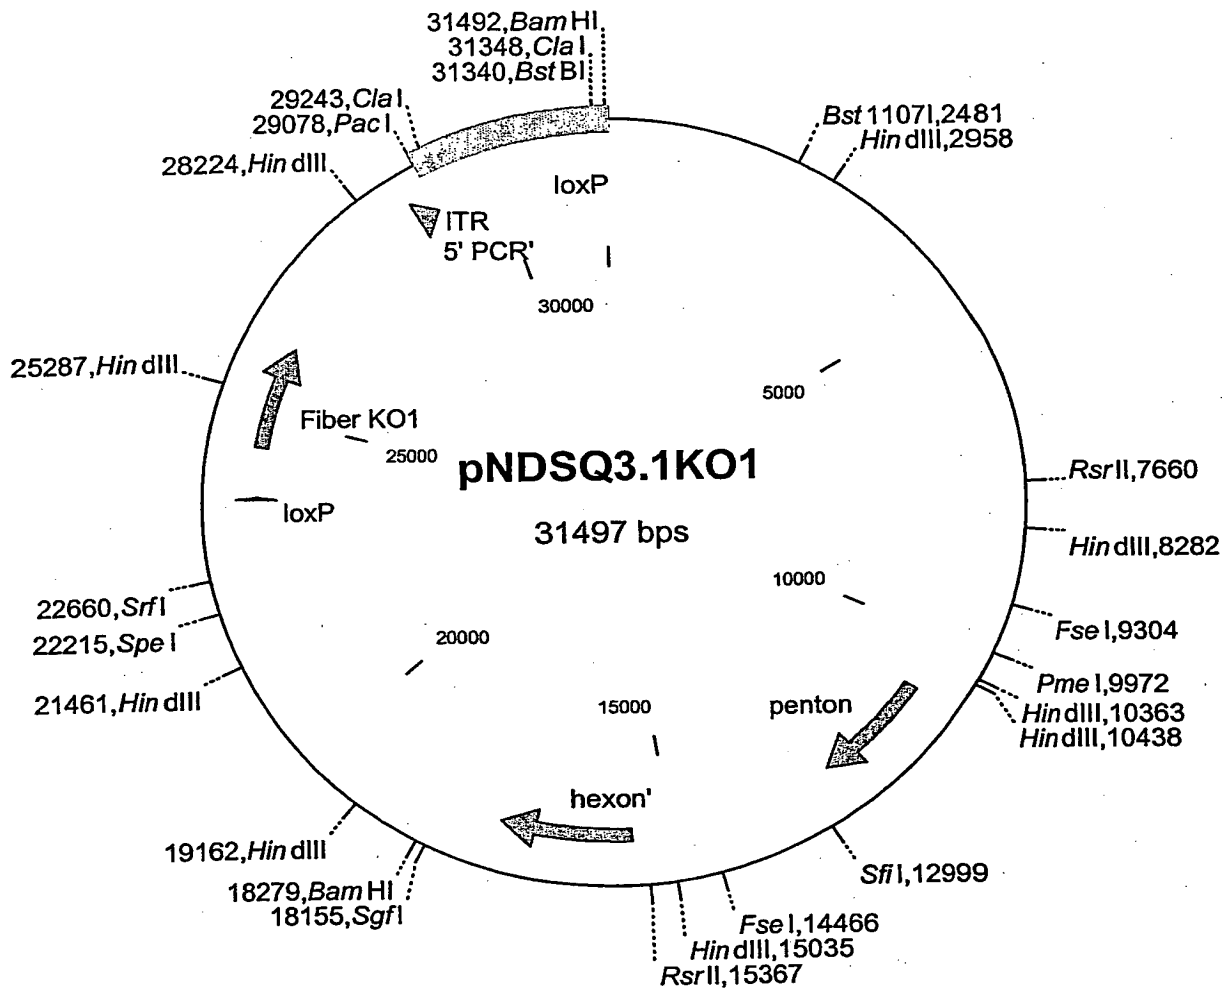 31492,BamHI
31348,ClaI
31340,BstBI
29243,ClaI
29078,PacI
28224,HindIII
Bst1107I,2481
HindIII,2958
loxP
ITR
5' PCR'
30000
25287,HindIII
5000
Fiber KO1
25000
pNDSQ3.1KO1
31497 bps
RsrII,7660
loxP
HindIII,8282
10000
22660,SrfI
22215,SpeI
20000
FseI,9304
21461,HindIII
PmeI,9972
HindIII,10363
HindIII,10438
15000
penton
hexon'
19162,HindIII
18279,BamHI
18155,SgfI
SfiI,12999
FseI,14466
HindIII,15035
RsrII,15367